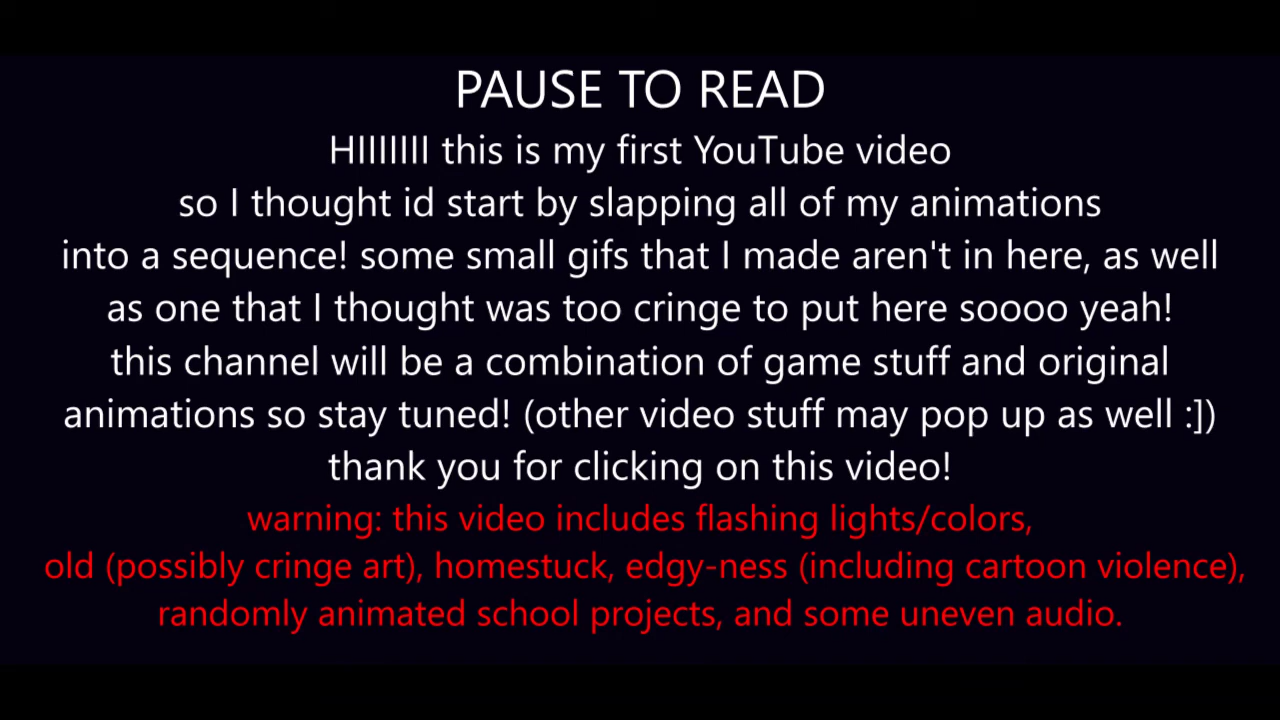 PAUSE TO READ
HIIIIIII this is my first YouTube video
so I thought id start by slapping all of my animations
into a sequence! some small gifs that I made aren't in here, as well
as one that I thought was too cringe to put here soooo yeah!
this channel will be a combination of game stuff and original
animations so stay tuned! (other video stuff may pop up as well :])
thank you for clicking on this video!
warning: this video includes flashing lights/colors,
old (possibly cringe art), homestuck, edgy-ness (including cartoon violence),
randomly animated school projects, and some uneven audio.